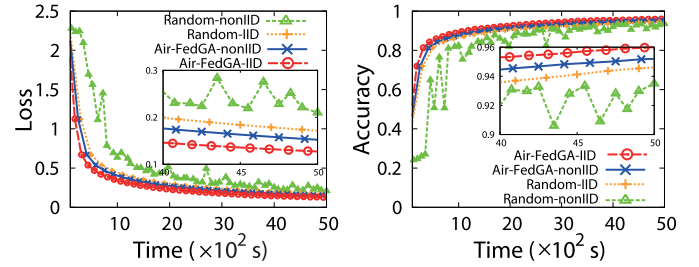 2.5
2
1.5
1
0.5
0
Loss
Random-nonIID
Random-IID
Air-FedGA-nonIID
Air-FedGA-IID
0.3
0.2
0.1
40 45 50
10 20 30 40 50
Time (×10² s)
1
0.8
0.6
0.4
0.2
0
Accuracy
0.96
0.94
0.92
0.9
40 45 50
Air-FedGA-IID
Air-FedGA-nonIID
Random-IID
Random-nonIID
10 20 30 40 50
Time (×10² s)